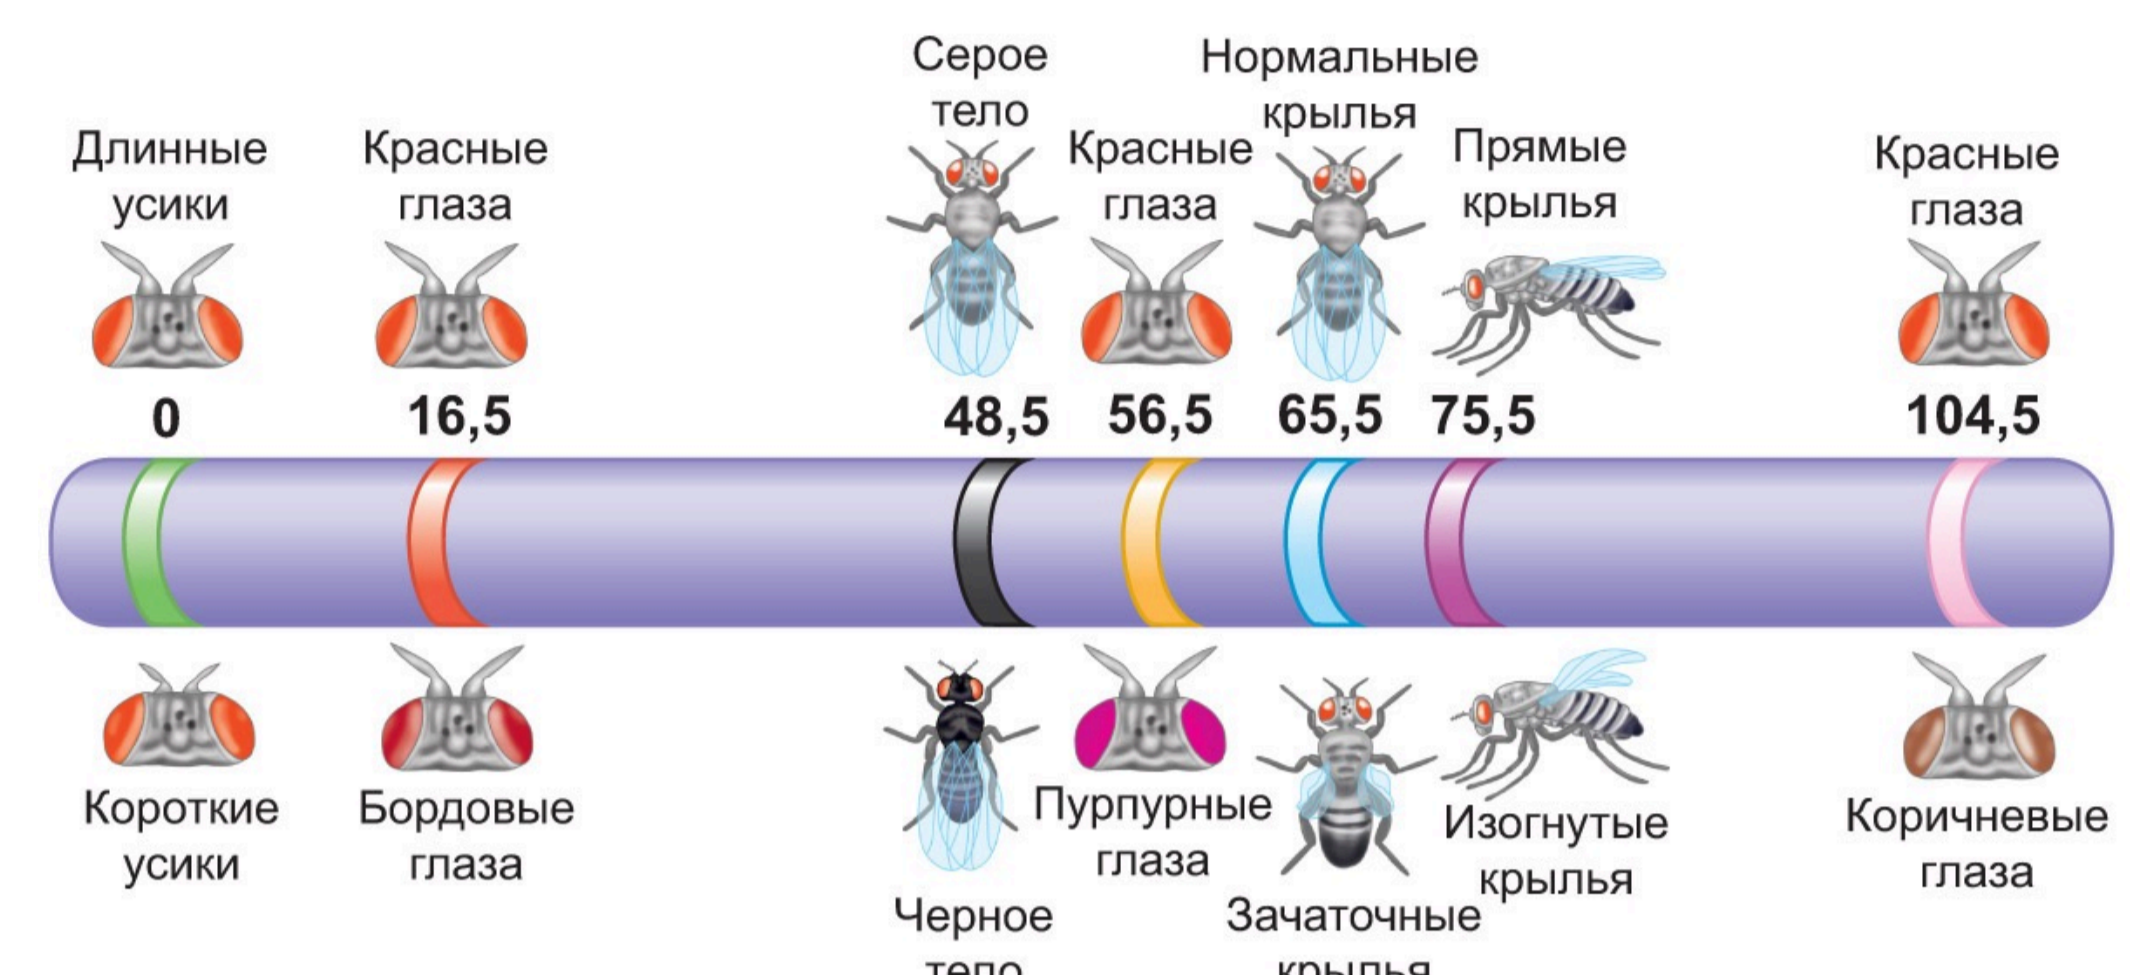 Длинные
усики
Красные
глаза
Серое
тело
Красные
глаза
Нормальные
крылья
Прямые
крылья
Красные
глаза
0
16,5
48,5
56,5
65,5
75,5
104,5
Короткие
усики
Бордовые
глаза
Черное
тело
Пурпурные
глаза
Зачаточные
крылья
Изогнутые
крылья
Коричневые
глаза